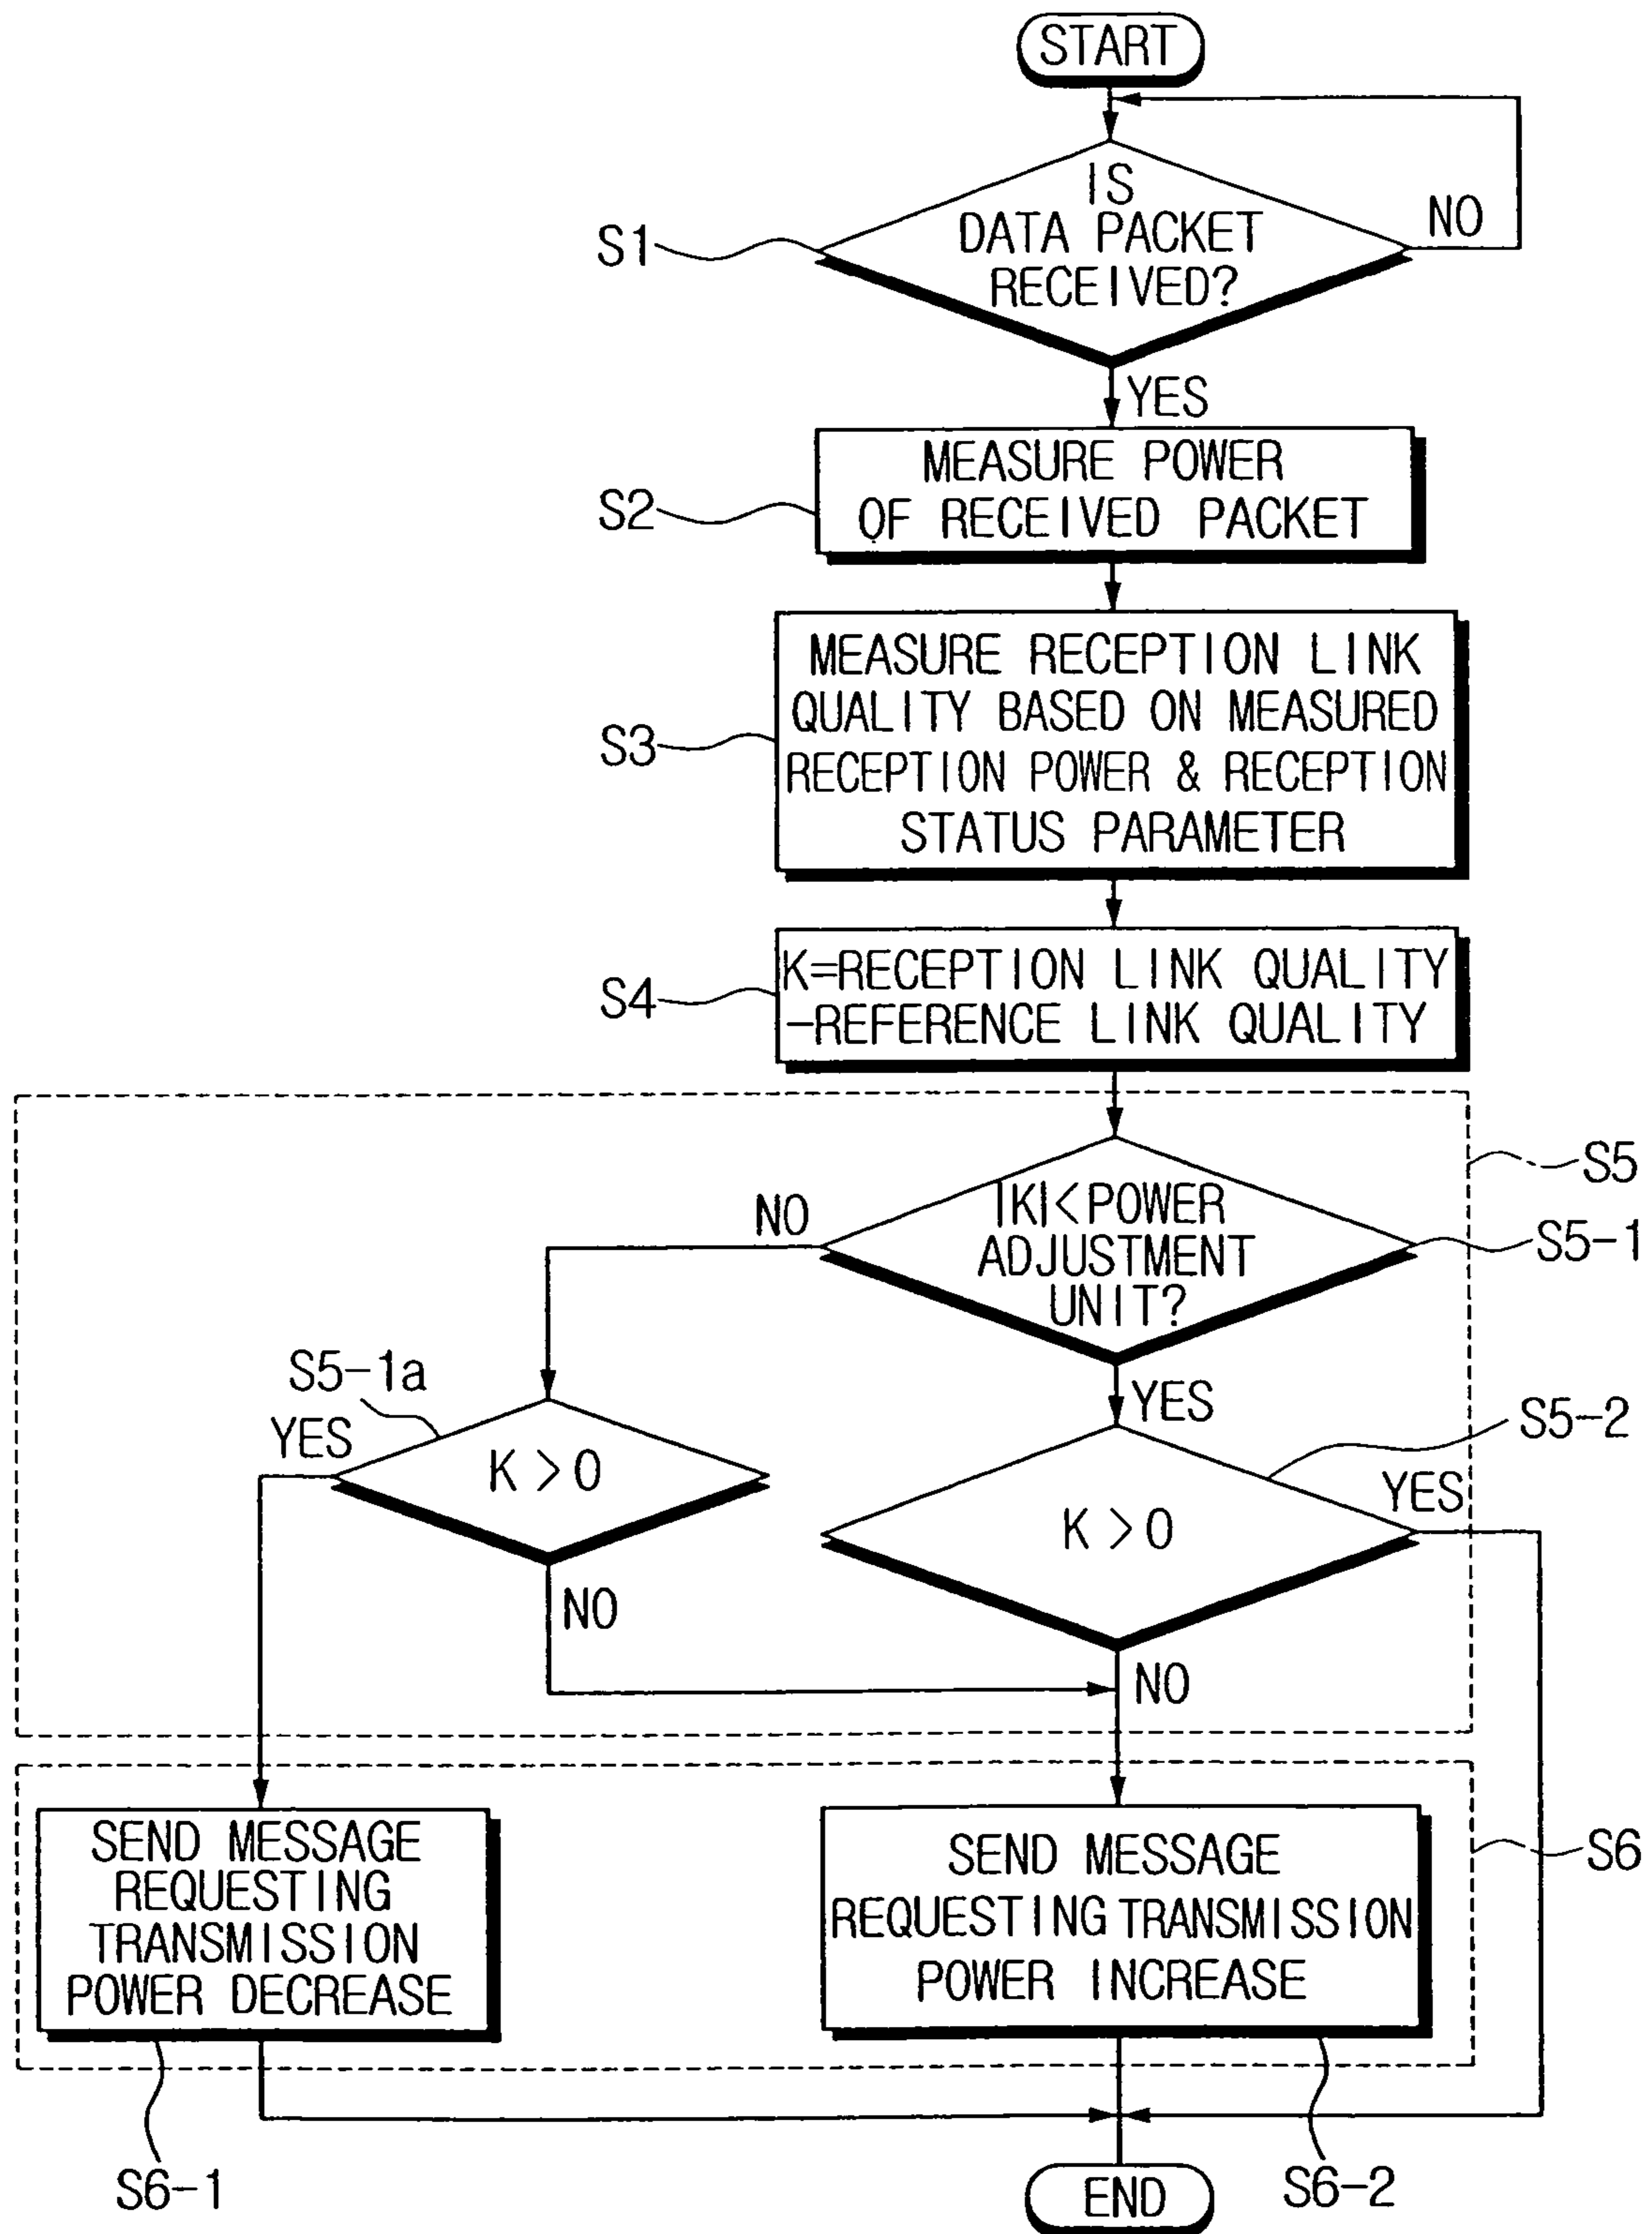 START
IS
DATA PACKET
RECEIVED?
NO
S1
YES
MEASURE POWER
OF RECEIVED PACKET
S2
MEASURE RECEPTION LINK
QUALITY BASED ON MEASURED
RECEPTION POWER & RECEPTION
STATUS PARAMETER
S3
K=RECEPTION LINK QUALITY
-REFERENCE LINK QUALITY
S4
S5
|K|<POWER
ADJUSTMENT
UNIT?
NO
S5-1
YES
S5-1a
YES
K>0
NO
S5-2
K>0
YES
NO
SEND MESSAGE
REQUESTING
TRANSMISSION
POWER DECREASE
SEND MESSAGE
REQUESTING TRANSMISSION
POWER INCREASE
S6
S6-1
S6-2
END